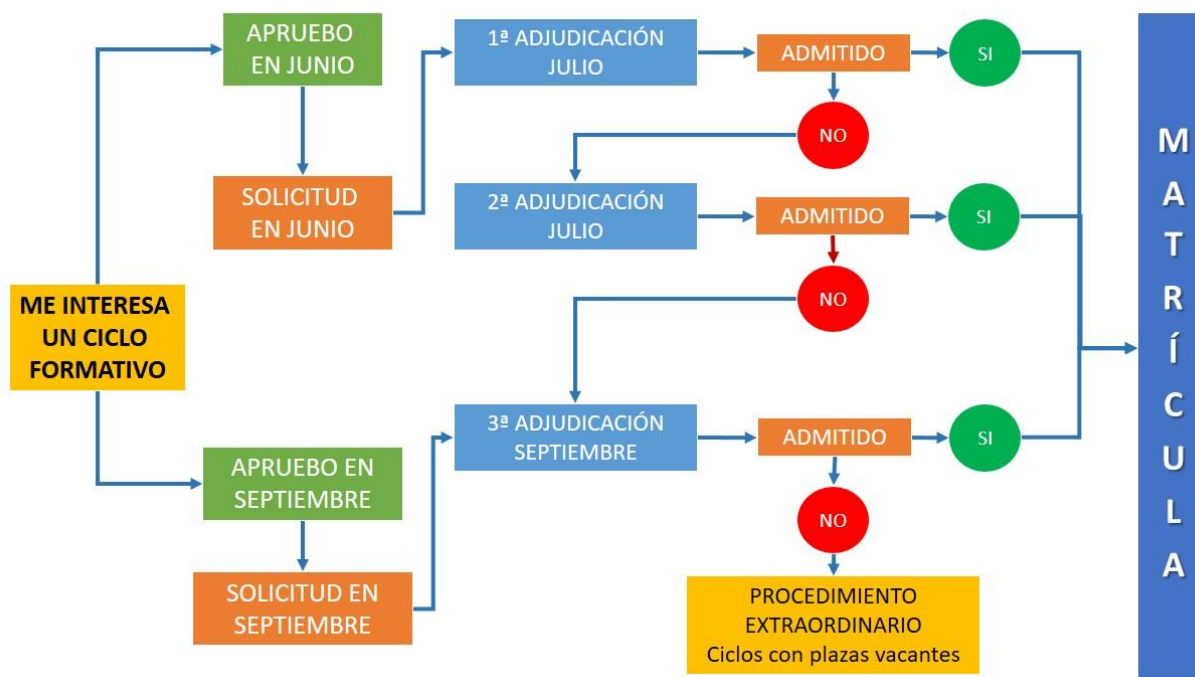 APRUEBO
EN JUNIO
1ª ADJUDICACIÓN
JULIO
ADMITIDO
SI
NO
SOLICITUD
EN JUNIO
2ª ADJUDICACIÓN
JULIO
ADMITIDO
SI
NO
ME INTERESA
UN CICLO
FORMATIVO
3ª ADJUDICACIÓN
SEPTIEMBRE
ADMITIDO
SI
NO
APRUEBO EN
SEPTIEMBRE
SOLICITUD EN
SEPTIEMBRE
PROCEDIMIENTO
EXTRAORDINARIO
Ciclos con plazas vacantes
MATRÍCULA